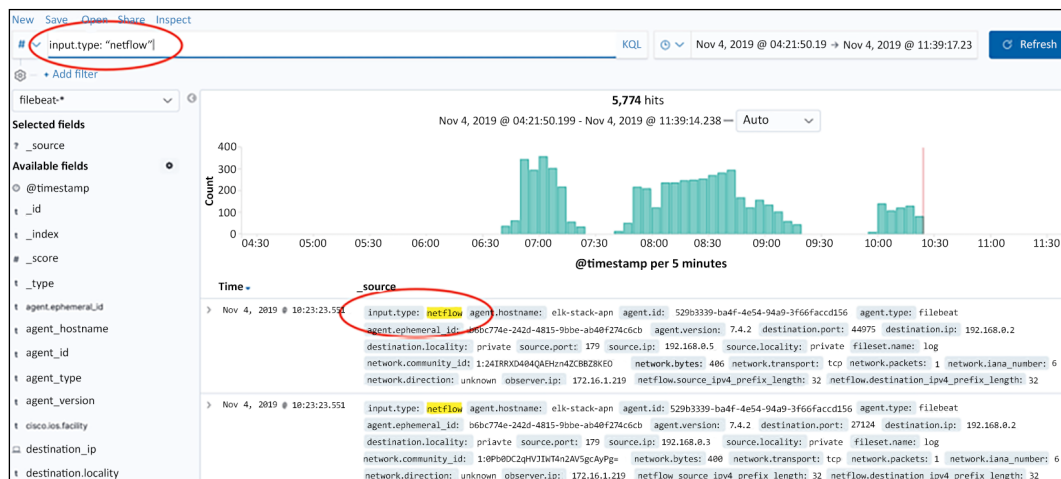 New Save Open Share Inspect
# input.type: “netflow” KQL Nov 4, 2019 @ 04:21:50.19 → Nov 4, 2019 @ 11:39:17.23 Refresh
+ Add filter
filebeat-*
Selected fields
? _source
Available fields
@timestamp
t _id
t _index
# _score
t _type
t agent.ephemeral_id
t agent_hostname
t agent_id
t agent_type
t agent_version
t cisco.ios.facility
destination_ip
t destination.locality
5,774 hits
Nov 4, 2019 @ 04:21:50.199 - Nov 4, 2019 @ 11:39:14.238 — Auto
Count
400
300
200
100
0
04:30 05:00 05:30 06:00 06:30 07:00 07:30 08:00 08:30 09:00 09:30 10:00 10:30 11:00 11:30
@timestamp per 5 minutes
Time _source
> Nov 4, 2019 @ 10:23:23.551 input.type: netflow agent.hostname: elk-stack-apn agent.id: 529b3339-ba4f-4e54-94a9-3f66faccd156 agent.type: filebeat
agent.ephemeral_id: b6bc774e-242d-4815-9bbe-ab40f274c6cb agent.version: 7.4.2 destination.port: 44975 destination.ip: 192.168.0.2
destination.locality: private source.port: 179 source.ip: 192.168.0.5 source.locality: private fileset.name: log
network.community_id: 1:24IRRXD404QAEHzn4ZCBBZ8KEO network.bytes: 406 network.transport: tcp network.packets: 1 network.iana_number: 6
network.direction: unknown observer.ip: 172.16.1.219 netflow.source_ipv4_prefix_length: 32 netflow.destination_ipv4_prefix_length: 32
> Nov 4, 2019 @ 10:23:23.551 input.type: netflow agent.hostname: elk-stack-apn agent.id: 529b3339-ba4f-4e54-94a9-3f66faccd156 agent.type: filebeat
agent.ephemeral_id: b6bc774e-242d-4815-9bbe-ab40f274c6cb agent.version: 7.4.2 destination.port: 27124 destination.ip: 192.168.0.2
destination.locality: priavte source.port: 179 source.ip: 192.168.0.3 source.locality: private fileset.name: log
network.community_id: 1:0Pb0DC2qHVJIWT4n2AV5gcAyPg= network.bytes: 400 network.transport: tcp network.packets: 1 network.iana_number: 6
network.direction: unknown observer.ip: 172.16.1.219 netflow source ipv4 prefix length: 32 netflow.destination ipv4 prefix length: 32